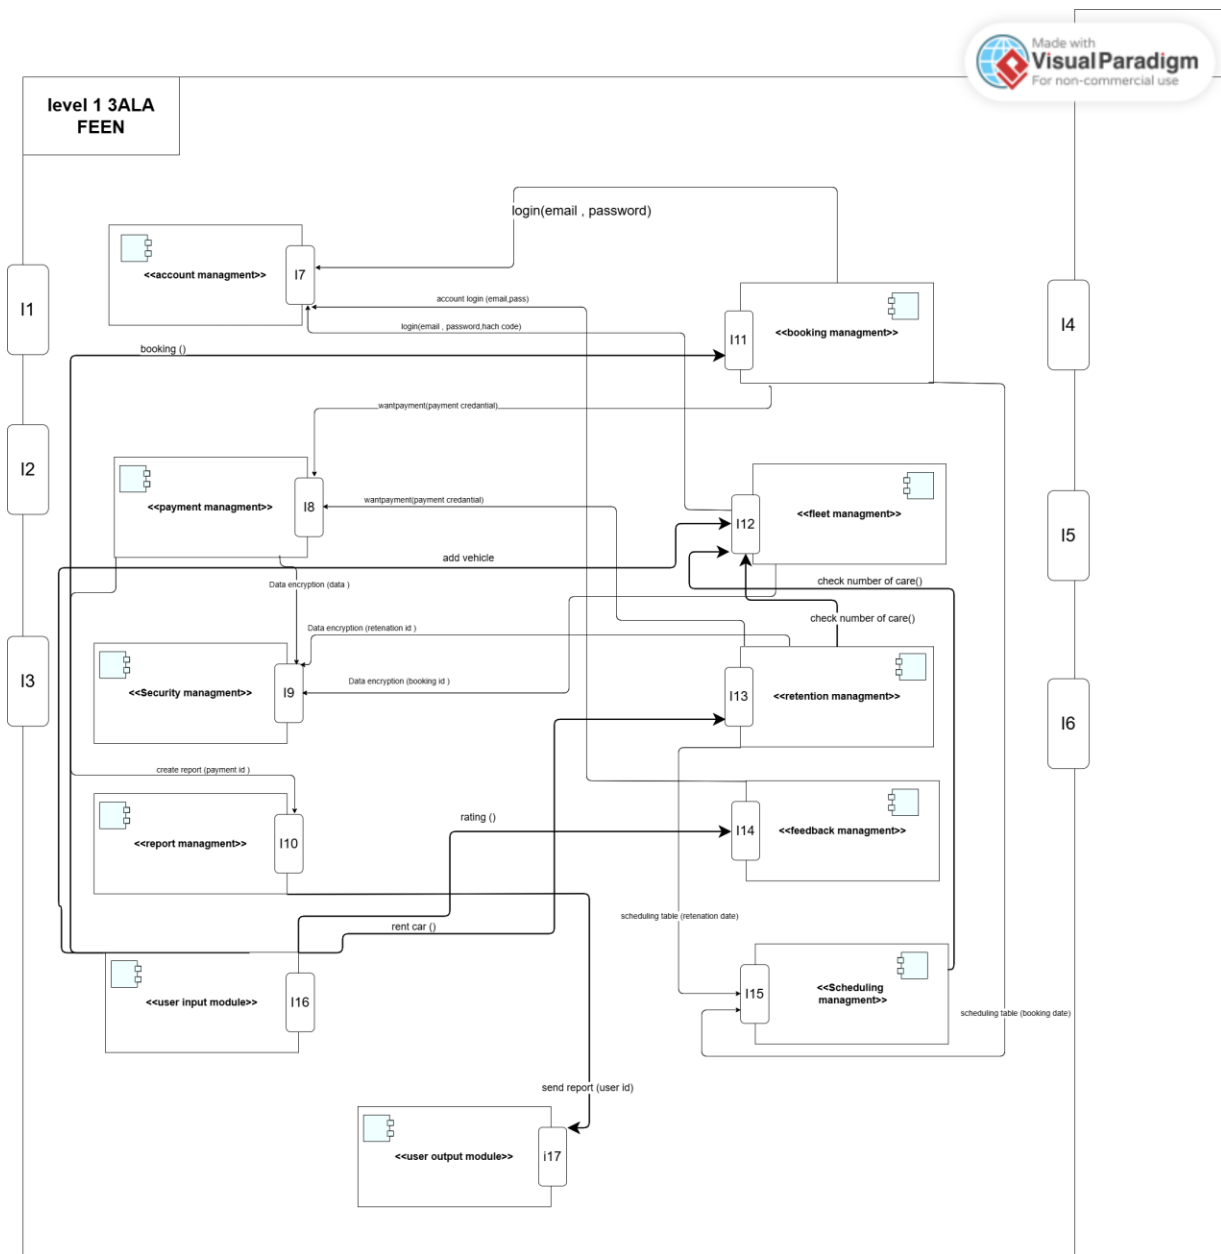 Made with
Visual Paradigm
For non-commercial use
level 1 3ALA
FEEN
login(email , password)
I7
<<account managment>>
I1
account login (email,pass)
I4
<<booking managment>>
login(email , password,hach code)
I11
booking ()
wantpayment(payment credantial)
I2
<<payment managment>>
I8
wantpayment(payment credantial)
<<fleet managment>>
I12
I5
add vehicle
Data encryption (data )
check number of care()
check number of care()
Data encryption (retenation id )
I3
<<Security managment>>
I9
Data encryption (booking id )
I13
<<retention managment>>
I6
create report (payment id )
rating ()
<<report managment>>
I10
I14
<<feedback managment>>
scheduling table (retenation date)
rent car ()
<<user input module>>
I16
I15
<<Scheduling
managment>>
scheduling table (booking date)
send report (user id)
<<user output module>>
i17